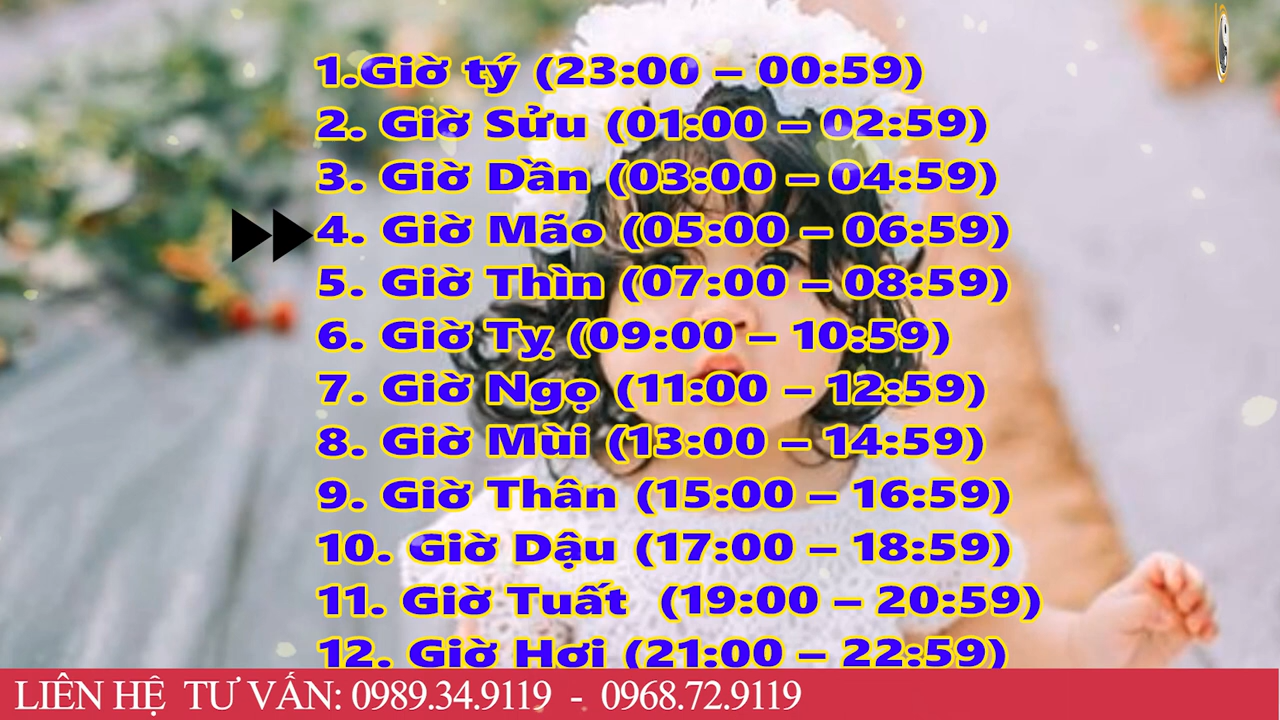 1.Giờ tý (23:00 – 00:59)
2. Giờ Sửu (01:00 – 02:59)
3. Giờ Dần (03:00 – 04:59)
4. Giờ Mão (05:00 – 06:59)
5. Giờ Thìn (07:00 – 08:59)
6. Giờ Tỵ (09:00 – 10:59)
7. Giờ Ngọ (11:00 – 12:59)
8. Giờ Mùi (13:00 – 14:59)
9. Giờ Thân (15:00 – 16:59)
10. Giờ Dậu (17:00 – 18:59)
11. Giờ Tuất (19:00 – 20:59)
12. Giờ Hợi (21:00 – 22:59)
LIÊN HỆ TƯ VẤN: 0989.34.9119 - 0968.72.9119